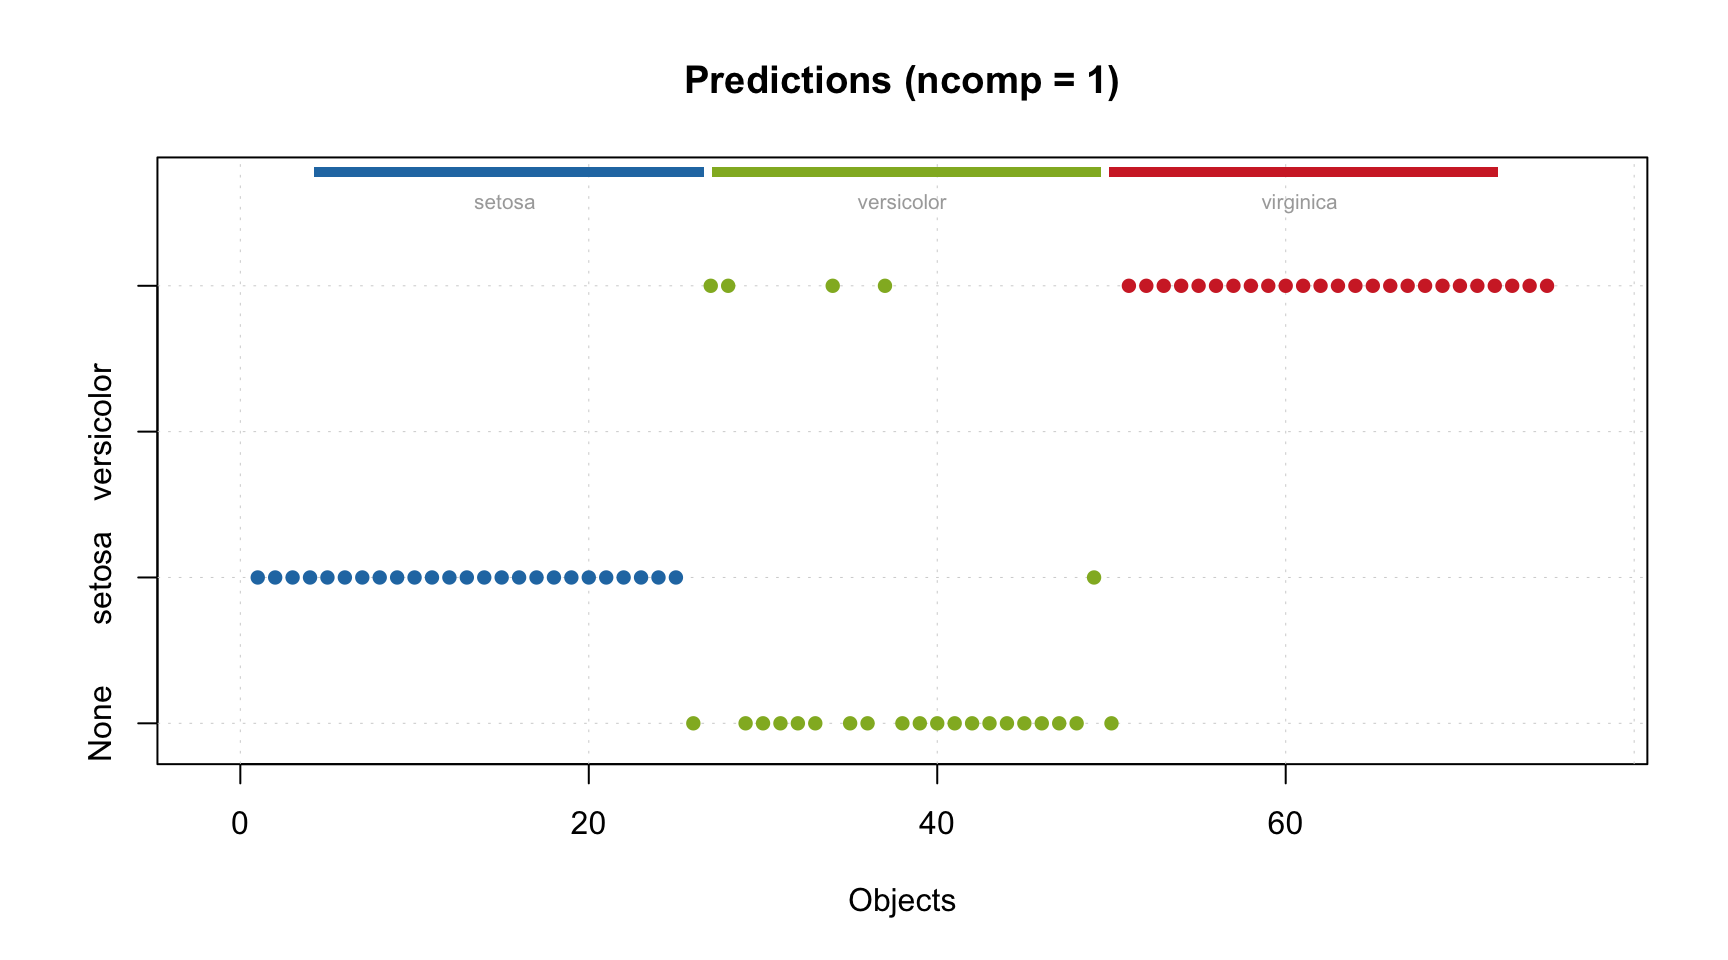 Predictions (ncomp = 1)
setosa versicolor virginica
versicolor
setosa
None
0 20 40 60
Objects